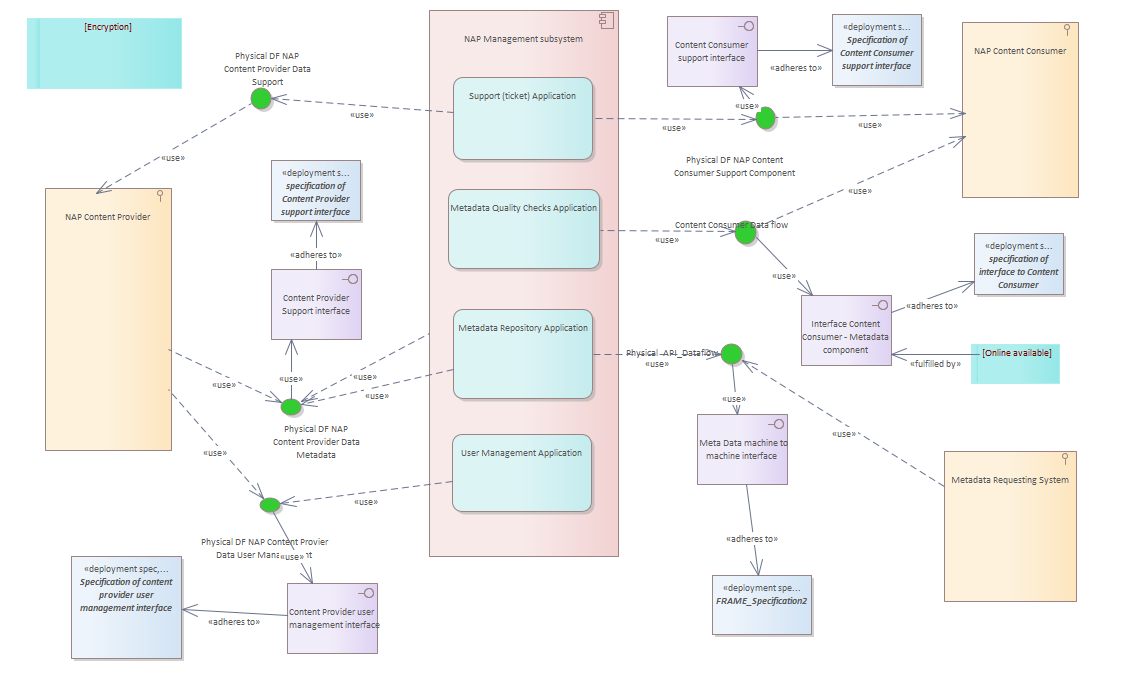 [Encryption]
Physical DF NAP
Content Provider Data
Support
«use»
«use»
NAP Content Provider
«deployment s...
specification of
Content Provider
support interface
«adheres to»
Content Provider
Support interface
«use»
«use»
«use»
«use»
Physical DF NAP
Content Provider Data
Metadata
«use»
«use»
Physical DF NAP Content Provier
Data User Mana
nt
«use»
«deployment spec,...
Specification of content
provider user
management interface
«adheres to»
Content Provider user
management interface
NAP Management subsystem
Support (ticket) Application
Metadata Quality Checks Application
Metadata Repository Application
User Management Application
Content Consumer
support interface
«adheres to»
«deployment s...
Specification of
Content Consumer
support interface
NAP Content Consumer
«use»
«use»
«use»
Physical DF NAP Content
Consumer Support Component
«use»
Content Consumer Data flow
«use»
«use»
«deployment s...
specification of
interface to Content
Consumer
«adheres to»
Interface Content
Consumer - Metadata
component
[Online available]
«fulfilled by»
Physical -API_Dataflow
«use»
«use»
«use»
Meta Data machine to
machine interface
Metadata Requesting System
«adheres to»
«deployment spe...
FRAME_Specification2